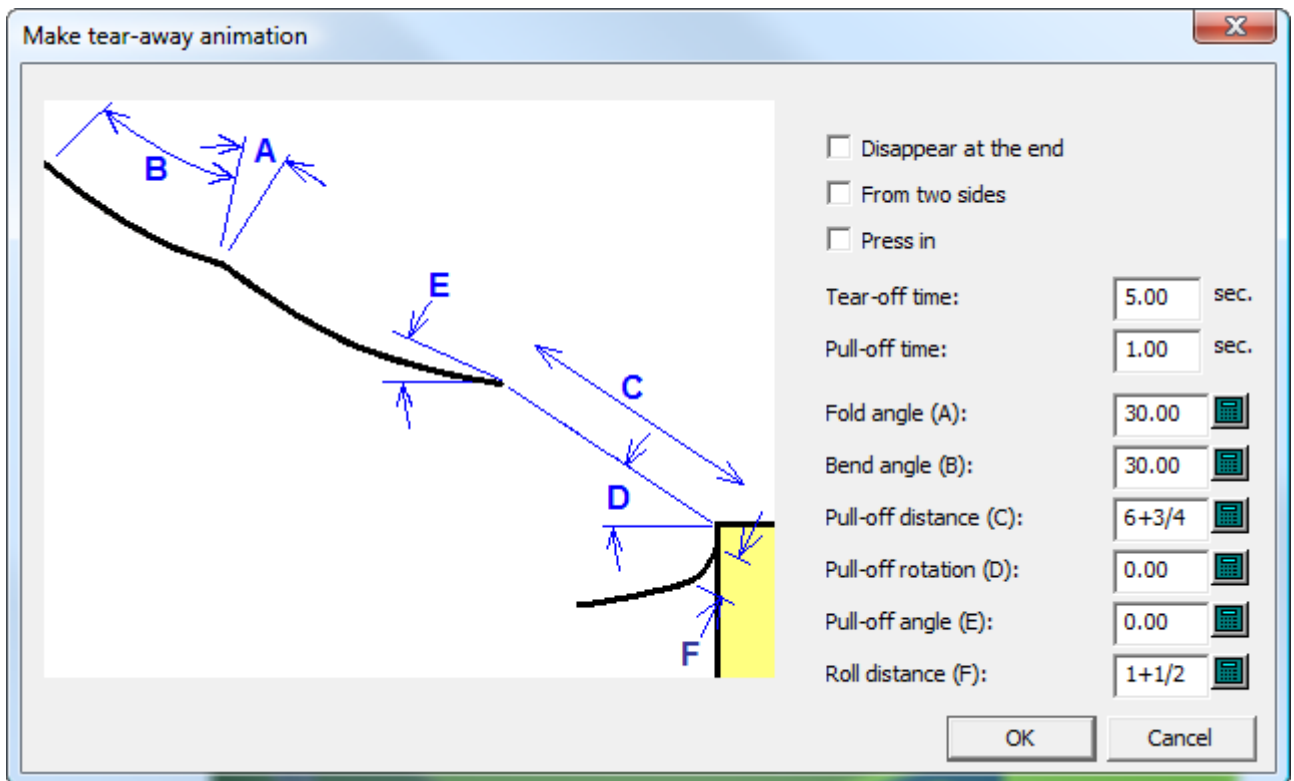 Make tear-away animation
B
A
E
C
D
F
Disappear at the end
From two sides
Press in
Tear-off time: 5.00 sec.
Pull-off time: 1.00 sec.
Fold angle (A): 30.00
Bend angle (B): 30.00
Pull-off distance (C): 6+3/4
Pull-off rotation (D): 0.00
Pull-off angle (E): 0.00
Roll distance (F): 1+1/2
OK Cancel